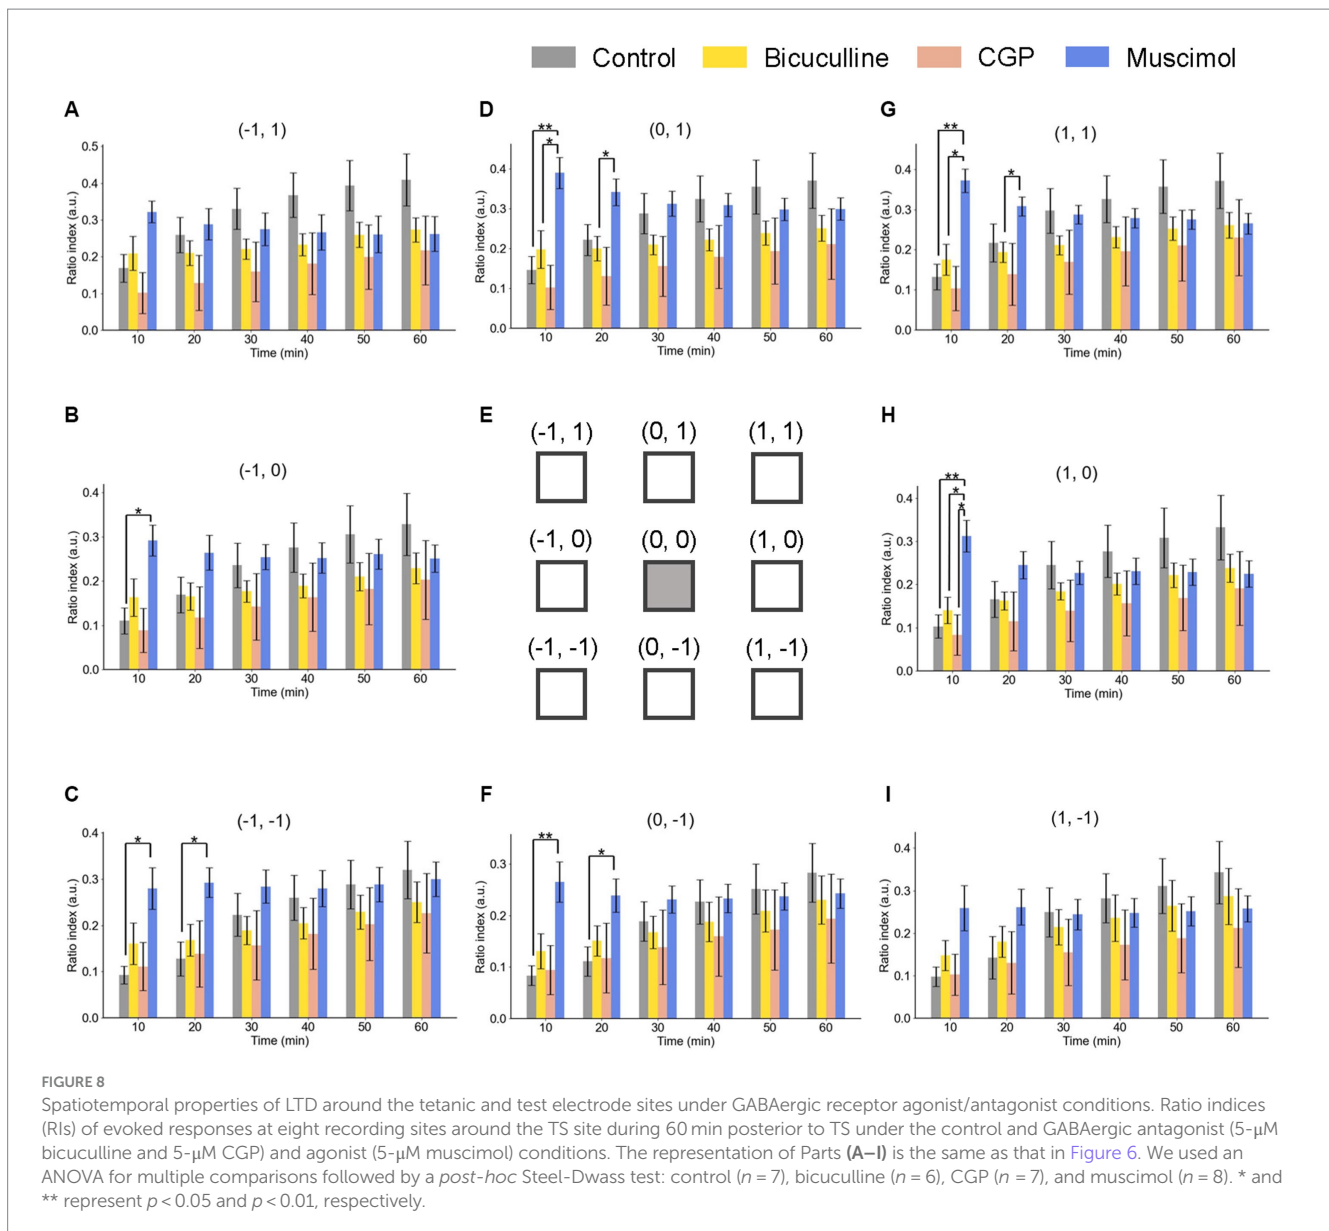 Control Bicuculline CGP Muscimol
A
(-1, 1)
Ratio index (a.u.)
0.5
0.4
0.3
0.2
0.1
0.0
10 20 30 40 50 60
Time (min)
D
(0, 1)
** * *
Ratio index (a.u.)
0.4
0.3
0.2
0.1
0.0
10 20 30 40 50 60
Time (min)
G
(1, 1)
** * *
Ratio index (a.u.)
0.4
0.3
0.2
0.1
0.0
10 20 30 40 50 60
Time (min)
B
(-1, 0)
*
Ratio index (a.u.)
0.4
0.3
0.2
0.1
0.0
10 20 30 40 50 60
Time (min)
E
(-1, 1) (0, 1) (1, 1)
(-1, 0) (0, 0) (1, 0)
(-1, -1) (0, -1) (1, -1)
H
(1, 0)
** * *
Ratio index (a.u.)
0.4
0.3
0.2
0.1
0.0
10 20 30 40 50 60
Time (min)
C
(-1, -1)
* *
Ratio index (a.u.)
0.4
0.3
0.2
0.1
0.0
10 20 30 40 50 60
Time (min)
F
(0, -1)
** *
Ratio index (a.u.)
0.3
0.2
0.1
0.0
10 20 30 40 50 60
Time (min)
I
(1, -1)
Ratio index (a.u.)
0.4
0.3
0.2
0.1
0.0
10 20 30 40 50 60
Time (min)
FIGURE 8
Spatiotemporal properties of LTD around the tetanic and test electrode sites under GABAergic receptor agonist/antagonist conditions. Ratio indices
(RIs) of evoked responses at eight recording sites around the TS site during 60 min posterior to TS under the control and GABAergic antagonist (5-μM
bicuculline and 5-μM CGP) and agonist (5-μM muscimol) conditions. The representation of Parts (A–I) is the same as that in Figure 6. We used an
ANOVA for multiple comparisons followed by a post-hoc Steel-Dwass test: control (n = 7), bicuculline (n = 6), CGP (n = 7), and muscimol (n = 8). * and
** represent p < 0.05 and p < 0.01, respectively.